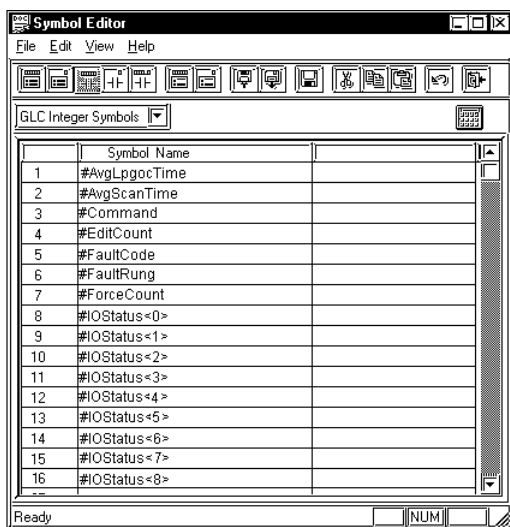 Symbol Editor
File Edit View Help
GLC Integer Symbols
Symbol Name
1 #AvgLpgocTime
2 #AvgScanTime
3 #Command
4 #EditCount
5 #FaultCode
6 #FaultRung
7 #ForceCount
8 #IOStatus<0>
9 #IOStatus<1>
10 #IOStatus<2>
11 #IOStatus<3>
12 #IOStatus<4>
13 #IOStatus<5>
14 #IOStatus<6>
15 #IOStatus<7>
16 #IOStatus<8>
Ready NUM